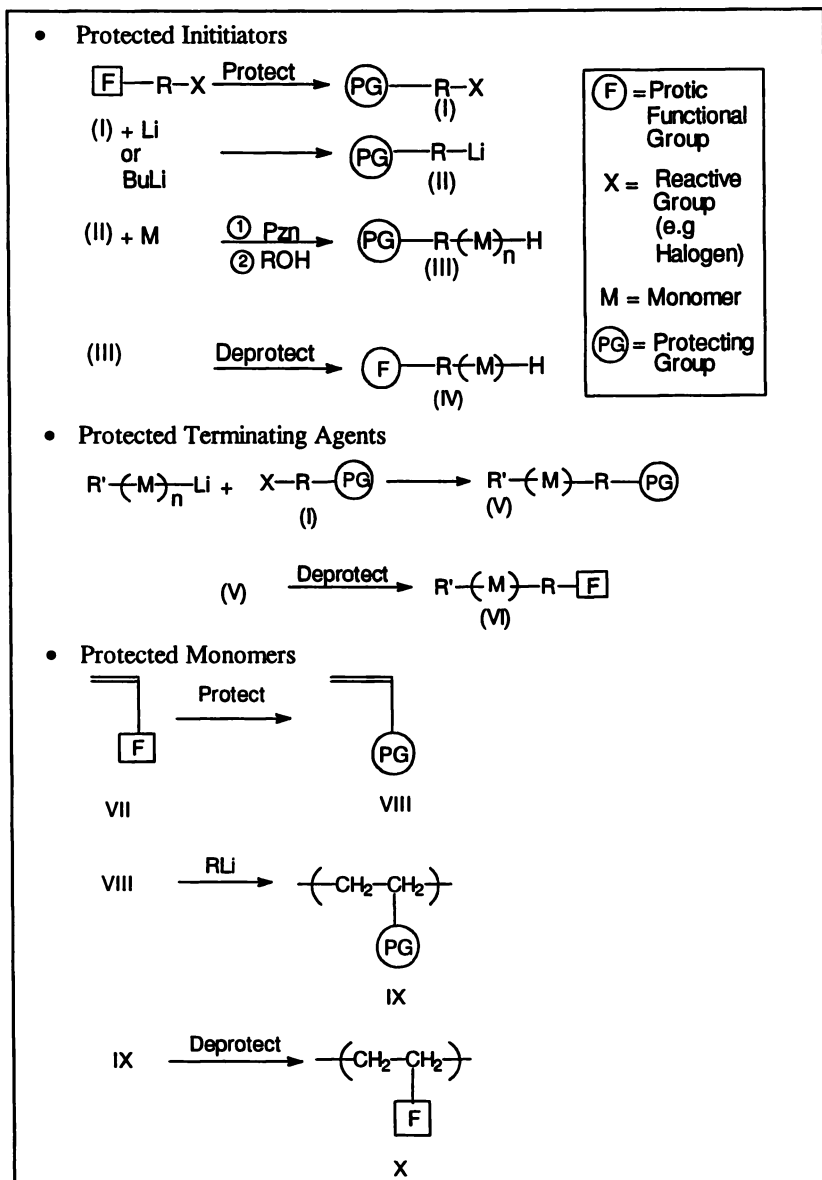 • Protected Inititiators
F—R—X Protect PG—R—X
(I)
(I) + Li
or
BuLi
PG—R—Li
(II)
(II) + M ① Pzn ② ROH PG—R—(M)n—H
(III)
(III) Deprotect F—R—(M)—H
(IV)
F = Protic
Functional
Group
X = Reactive
Group
(e.g
Halogen)
M = Monomer
PG = Protecting
Group
• Protected Terminating Agents
R'—(M)n—Li + X—R—PG R'—(M)—R—PG
(I) (V)
(V) Deprotect R'—(M)—R—F
(VI)
• Protected Monomers
Protect
F PG
VII VIII
VIII RLi —(CH2—CH2)—
PG
IX
IX Deprotect —(CH2—CH2)—
F
X